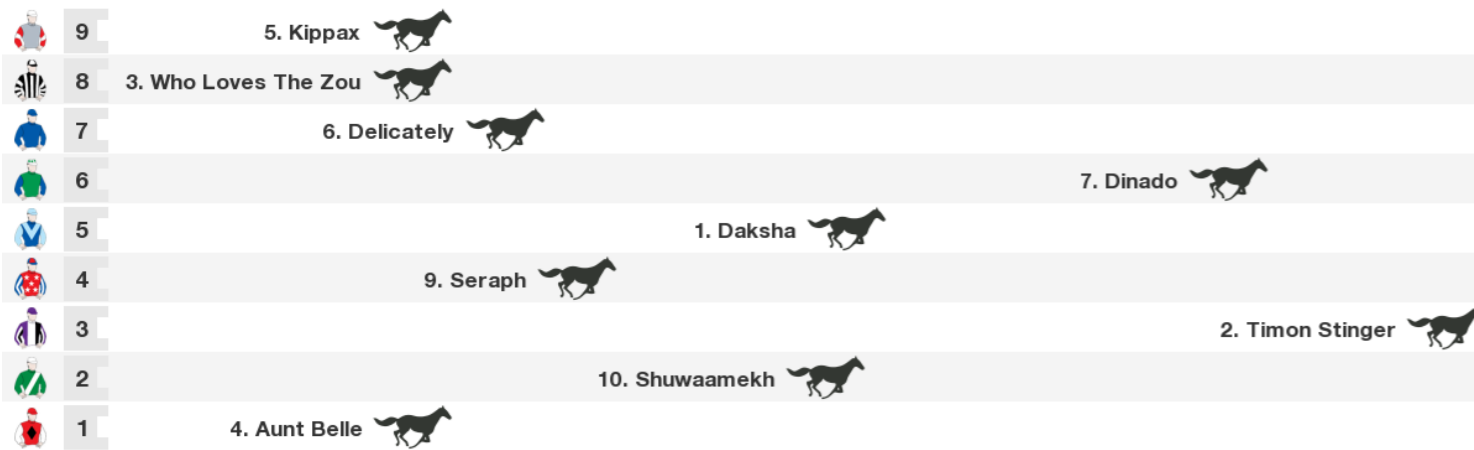 9 5. Kippax
8 3. Who Loves The Zou
7 6. Delicately
6 7. Dinado
5 1. Daksha
4 9. Seraph
3 2. Timon Stinger
2 10. Shuwaamekh
1 4. Aunt Belle